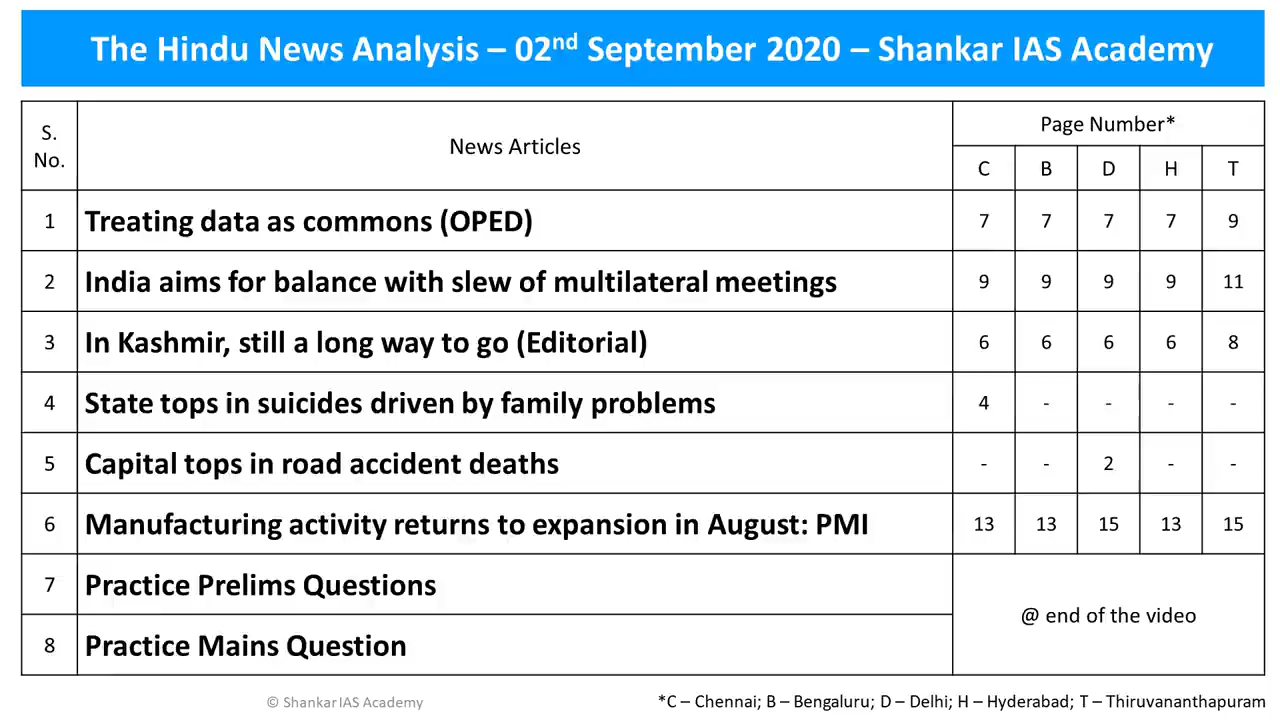 The Hindu News Analysis – 02nd September 2020 – Shankar IAS Academy
S. No. News Articles Page Number*
C B D H T
1 Treating data as commons (OPED) 7 7 7 7 9
2 India aims for balance with slew of multilateral meetings 9 9 9 9 11
3 In Kashmir, still a long way to go (Editorial) 6 6 6 6 8
4 State tops in suicides driven by family problems 4 - - - -
5 Capital tops in road accident deaths - - 2 - -
6 Manufacturing activity returns to expansion in August: PMI 13 13 15 13 15
7 Practice Prelims Questions
@ end of the video
8 Practice Mains Question
© Shankar IAS Academy
*C – Chennai; B – Bengaluru; D – Delhi; H – Hyderabad; T – Thiruvananthapuram